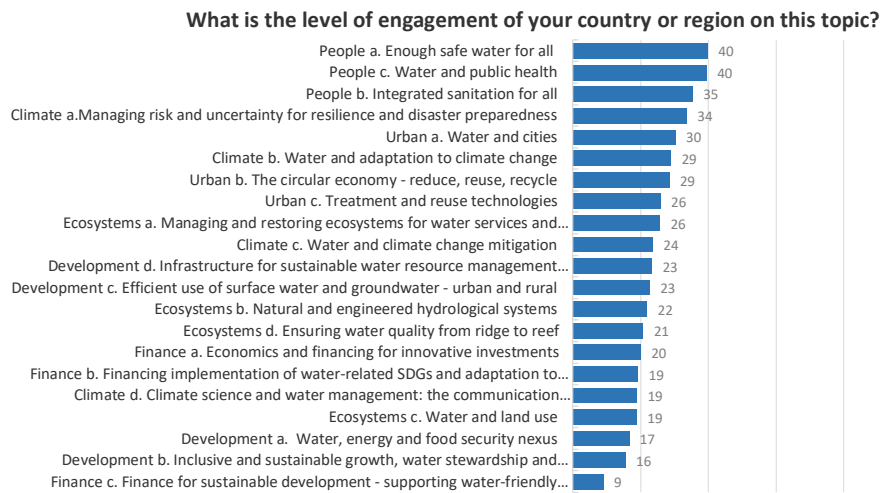 What is the level of engagement of your country or region on this topic?
People a. Enough safe water for all 40
People c. Water and public health 40
People b. Integrated sanitation for all 35
Climate a.Managing risk and uncertainty for resilience and disaster preparedness 34
Urban a. Water and cities 30
Climate b. Water and adaptation to climate change 29
Urban b. The circular economy - reduce, reuse, recycle 29
Urban c. Treatment and reuse technologies 26
Ecosystems a. Managing and restoring ecosystems for water services and… 26
Climate c. Water and climate change mitigation 24
Development d. Infrastructure for sustainable water resource management… 23
Development c. Efficient use of surface water and groundwater - urban and rural 23
Ecosystems b. Natural and engineered hydrological systems 22
Ecosystems d. Ensuring water quality from ridge to reef 21
Finance a. Economics and financing for innovative investments 20
Finance b. Financing implementation of water-related SDGs and adaptation to… 19
Climate d. Climate science and water management: the communication… 19
Ecosystems c. Water and land use 19
Development a.  Water, energy and food security nexus 17
Development b. Inclusive and sustainable growth, water stewardship and… 16
Finance c. Finance for sustainable development - supporting water-friendly… 9